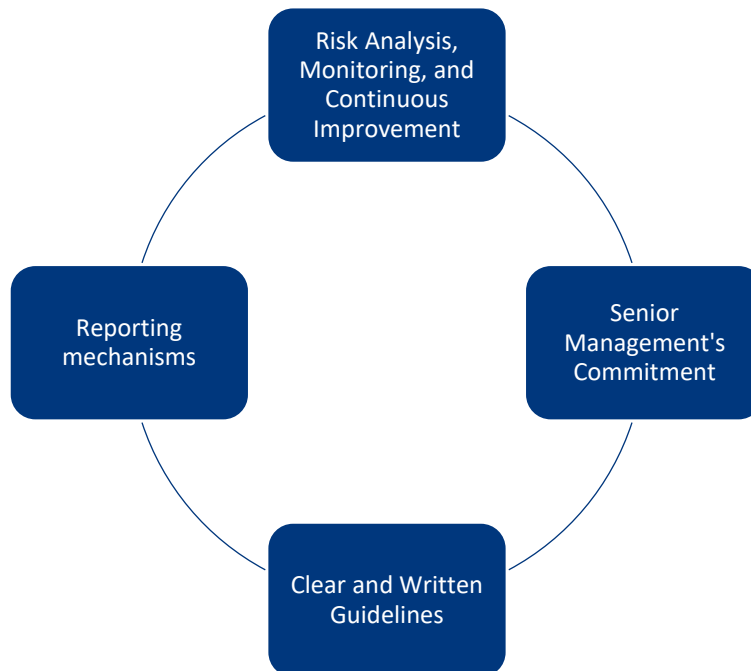 Risk Analysis,
Monitoring, and
Continuous
Improvement
Senior
Management's
Commitment
Clear and Written
Guidelines
Reporting
mechanisms